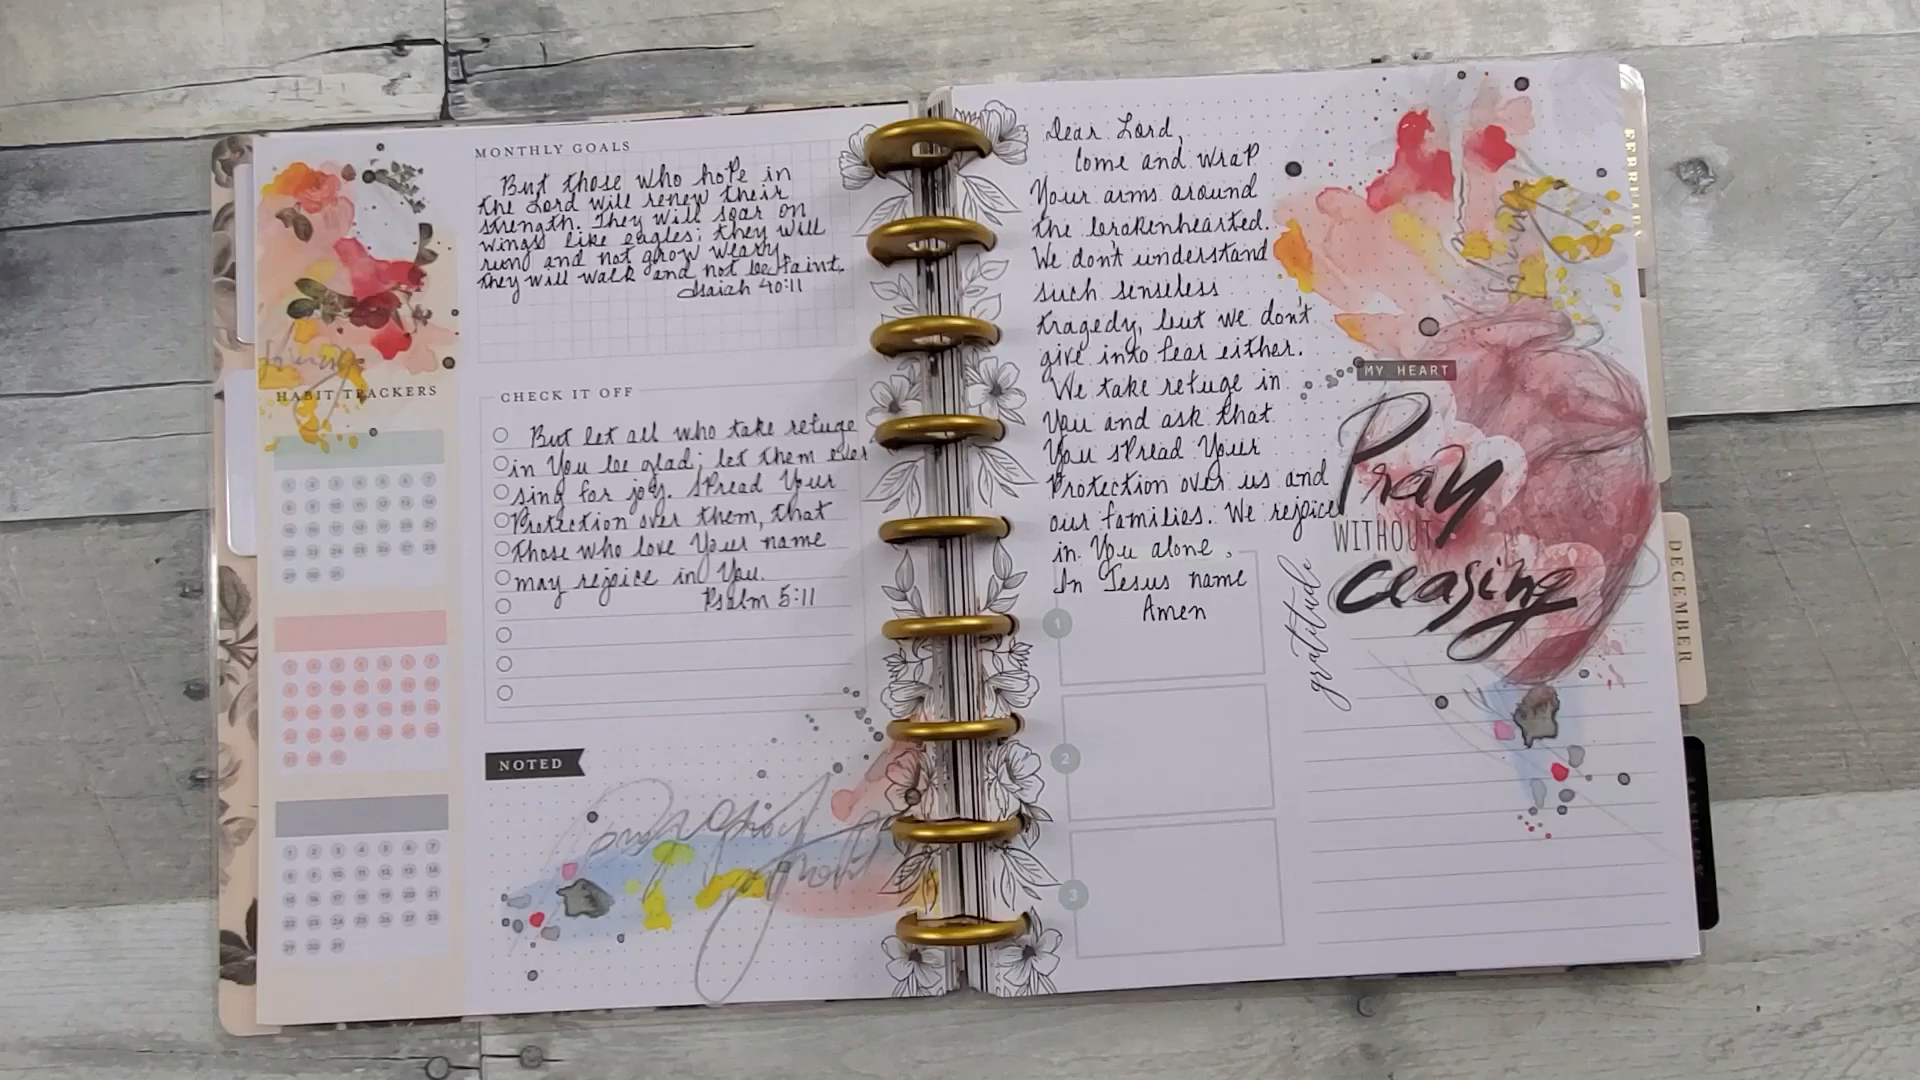 MONTHLY GOALS
But those who hope in
the Lord will renew their
strength. They will soar on
wings like eagles; they will
run and not grow weary,
they will walk and not be faint.
Isaiah 40:11
HABIT TRACKERS
CHECK IT OFF
But let all who take refuge
in You be glad; let them ever
sing for joy. Spread Your
Protection over them, that
those who love Your name
may rejoice in You.
Psalm 5:11
NOTED
Dear Lord,
Come and wrap
Your arms around
the brokenhearted.
We don't understand
such senseless
tragedy, but we don't
give into fear either.
We take refuge in
You and ask that
You spread Your
Protection over us and
our families. We rejoice
in You alone.
In Jesus name
Amen
1
2
3
MY HEART
Pray
WITHOUT
ceasing
gratitude
FEBRUARY
DECEMBER